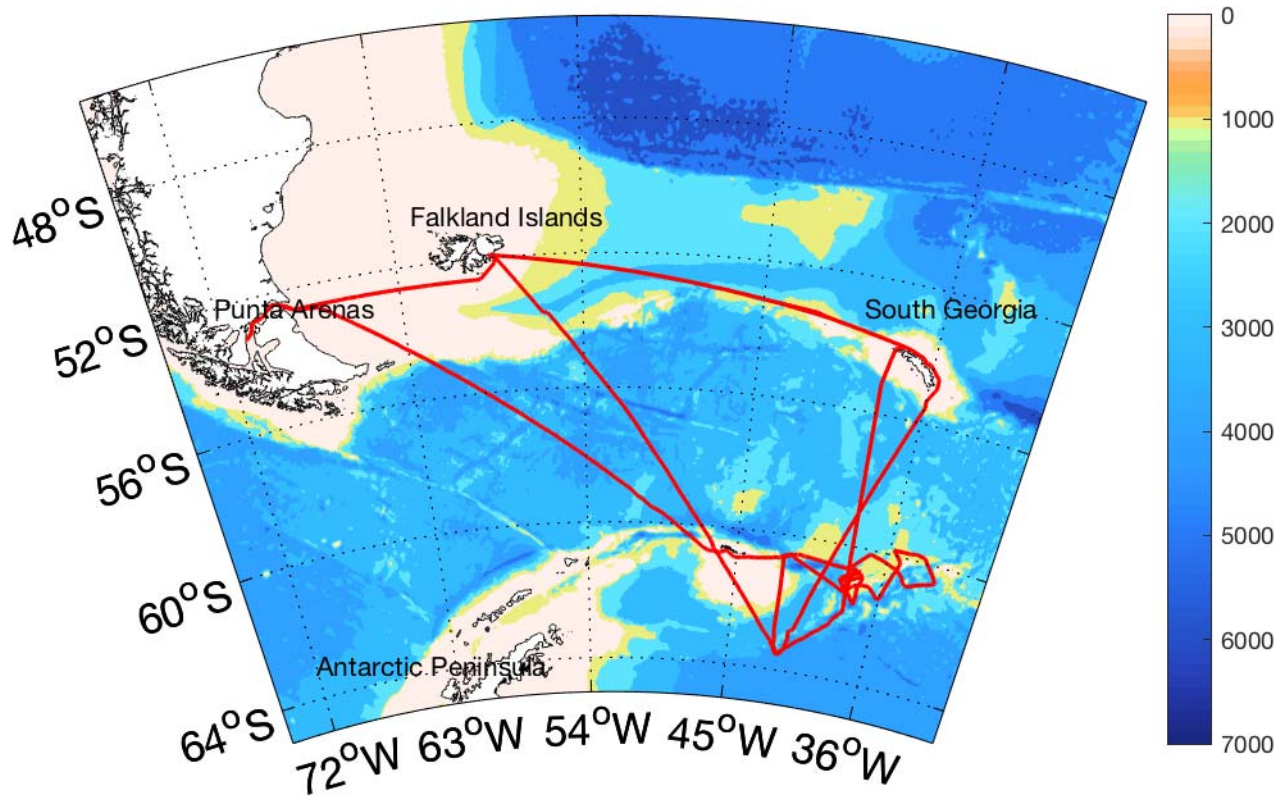 0
1000
2000
3000
4000
5000
6000
7000
48°S
52°S
56°S
60°S
64°S
Falkland Islands
Punta Arenas
South Georgia
Antarctic Peninsula
72°W
63°W
54°W
45°W
36°W